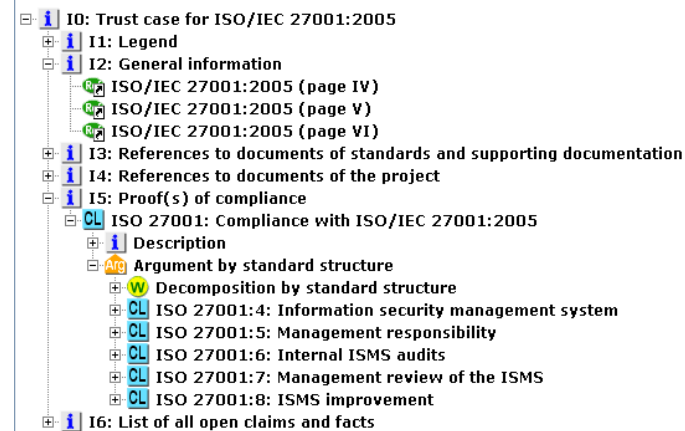 I0: Trust case for ISO/IEC 27001:2005
I1: Legend
I2: General information
ISO/IEC 27001:2005 (page IV)
ISO/IEC 27001:2005 (page V)
ISO/IEC 27001:2005 (page VI)
I3: References to documents of standards and supporting documentation
I4: References to documents of the project
I5: Proof(s) of compliance
CL ISO 27001: Compliance with ISO/IEC 27001:2005
Description
Arg Argument by standard structure
W Decomposition by standard structure
CL ISO 27001:4: Information security management system
CL ISO 27001:5: Management responsibility
CL ISO 27001:6: Internal ISMS audits
CL ISO 27001:7: Management review of the ISMS
CL ISO 27001:8: ISMS improvement
I6: List of all open claims and facts